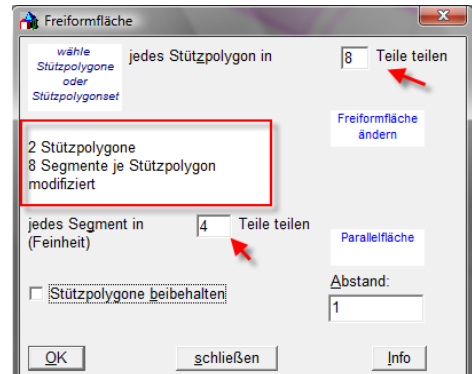 Freiformfläche
wähle
Stützpolygone
oder
Stützpolygonset
jedes Stützpolygon in
8
Teile teilen
Freiformfläche
ändern
2 Stützpolygone
8 Segmente je Stützpolygon
modifiziert
jedes Segment in
(Feinheit)
4
Teile teilen
Parallelfläche
Stützpolygone beibehalten
Abstand:
1
OK
schließen
Info